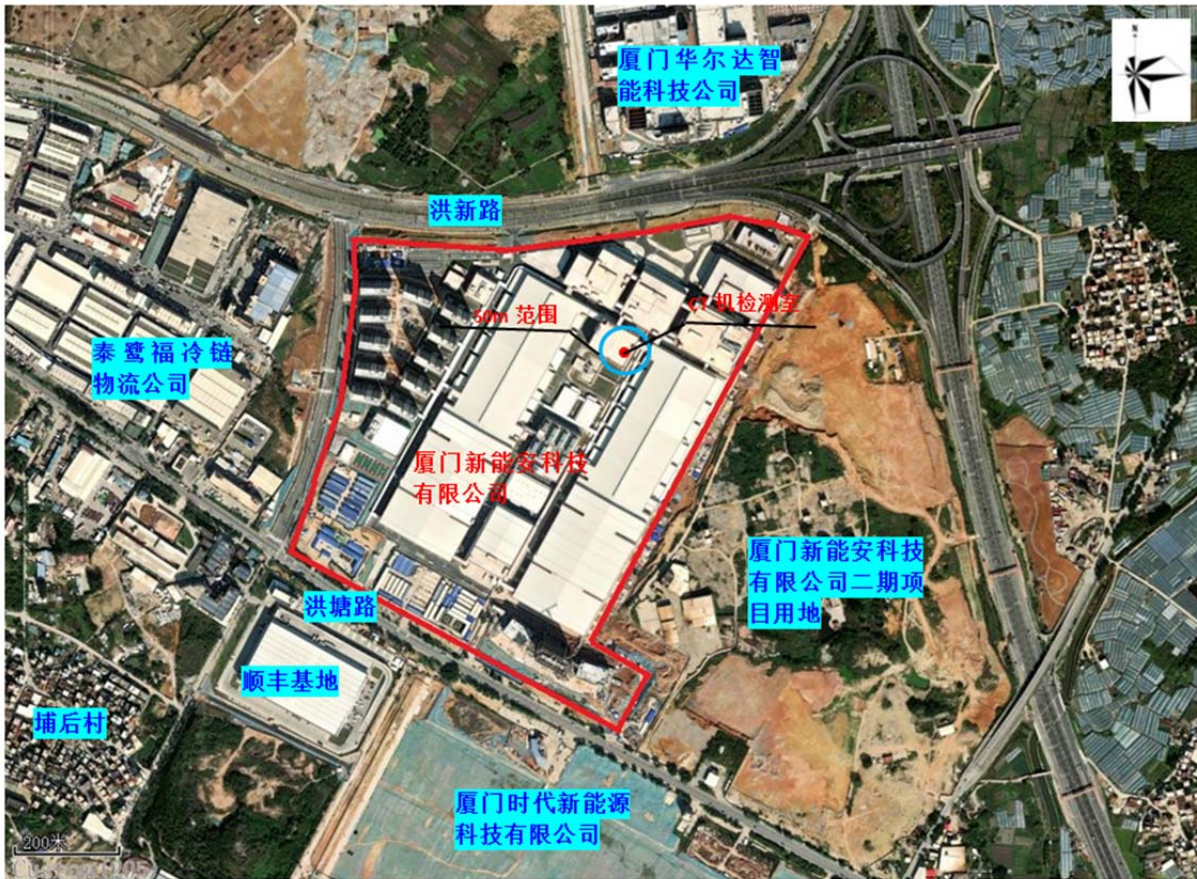 N
厦门华尔达智
能科技公司
洪新路
50m 范围
CT 机检测室
泰鹭福冷链
物流公司
厦门新能安科技
有限公司
厦门新能安科技
有限公司二期项
目用地
洪塘路
顺丰基地
埔后村
厦门时代新能源
科技有限公司
200米